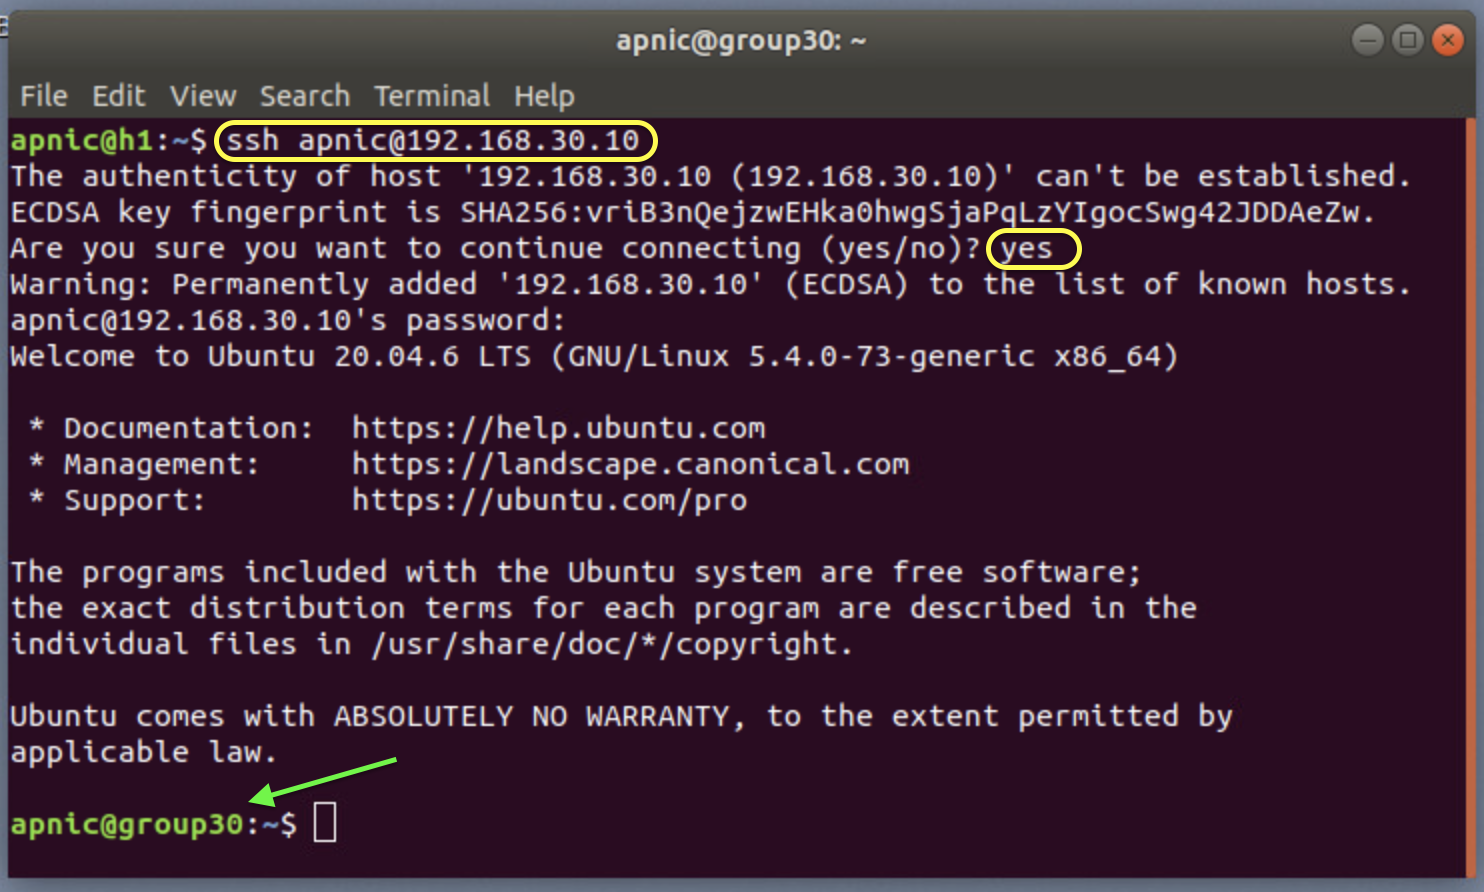 apnic@group30: ~
File Edit View Search Terminal Help
apnic@h1:~$ ssh apnic@192.168.30.10
The authenticity of host '192.168.30.10 (192.168.30.10)' can't be established.
ECDSA key fingerprint is SHA256:vriB3nQejzwEHka0hwgSjaPqLzYIgocSwg42JDDAeZw.
Are you sure you want to continue connecting (yes/no)? yes
Warning: Permanently added '192.168.30.10' (ECDSA) to the list of known hosts.
apnic@192.168.30.10's password:
Welcome to Ubuntu 20.04.6 LTS (GNU/Linux 5.4.0-73-generic x86_64)
* Documentation: https://help.ubuntu.com
* Management: https://landscape.canonical.com
* Support: https://ubuntu.com/pro
The programs included with the Ubuntu system are free software;
the exact distribution terms for each program are described in the
individual files in /usr/share/doc/*/copyright.
Ubuntu comes with ABSOLUTELY NO WARRANTY, to the extent permitted by
applicable law.
apnic@group30:~$